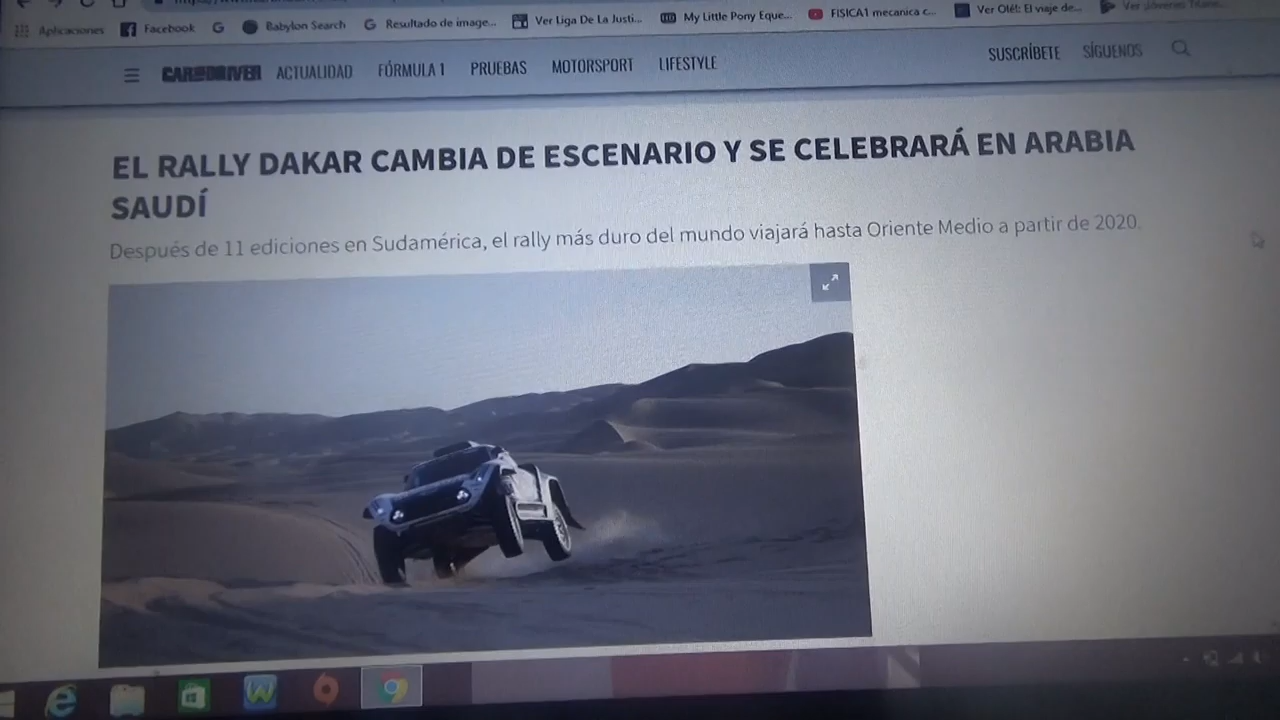 Aplicaciones Facebook Babylon Search Resultado de image... Ver Liga De La Justi... My Little Pony Eque... FISICA1 mecanica c... Ver Olé!: El viaje de...
CAR AND DRIVER ACTUALIDAD FÓRMULA 1 PRUEBAS MOTORSPORT LIFESTYLE SUSCRÍBETE SÍGUENOS
EL RALLY DAKAR CAMBIA DE ESCENARIO Y SE CELEBRARÁ EN ARABIA
SAUDÍ
Después de 11 ediciones en Sudamérica, el rally más duro del mundo viajará hasta Oriente Medio a partir de 2020.